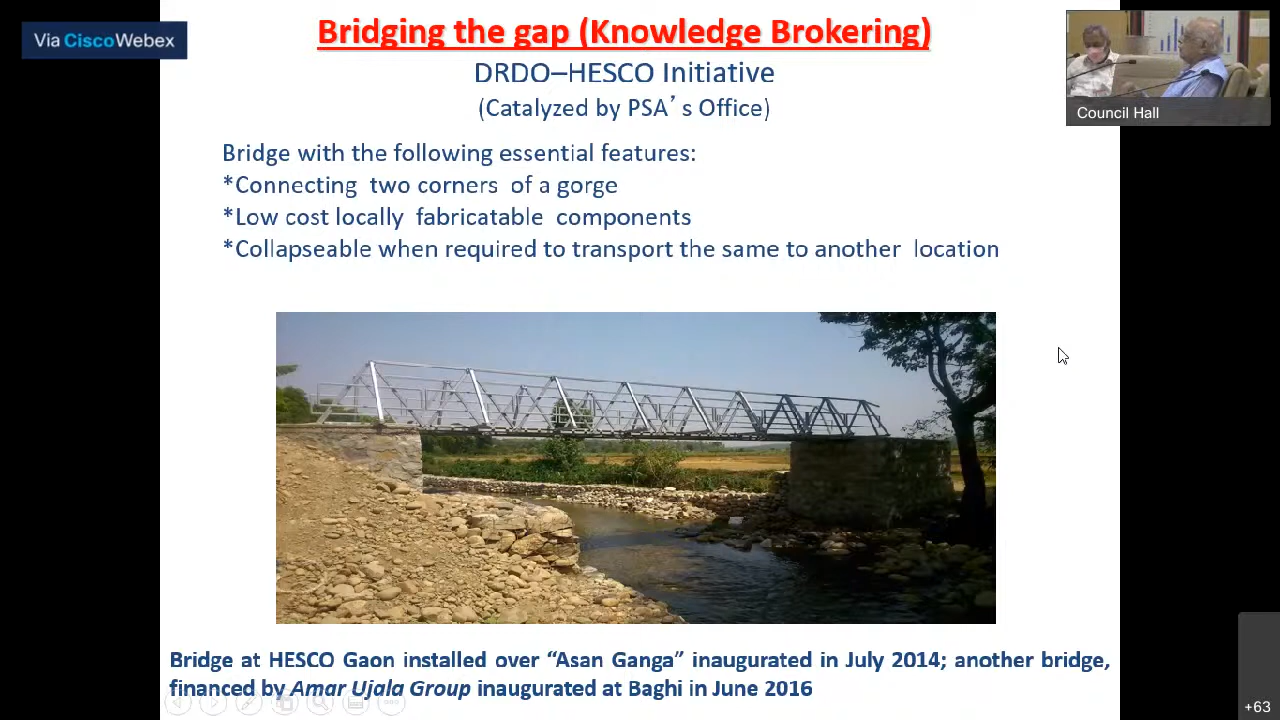 Via CiscoWebex
Bridging the gap (Knowledge Brokering)
DRDO–HESCO Initiative
(Catalyzed by PSA’ s Office)
Council Hall
Bridge with the following essential features:
*Connecting two corners of a gorge
*Low cost locally fabricatable components
*Collapseable when required to transport the same to another location
Bridge at HESCO Gaon installed over “Asan Ganga” inaugurated in July 2014; another bridge,
financed by Amar Ujala Group inaugurated at Baghi in June 2016
+63